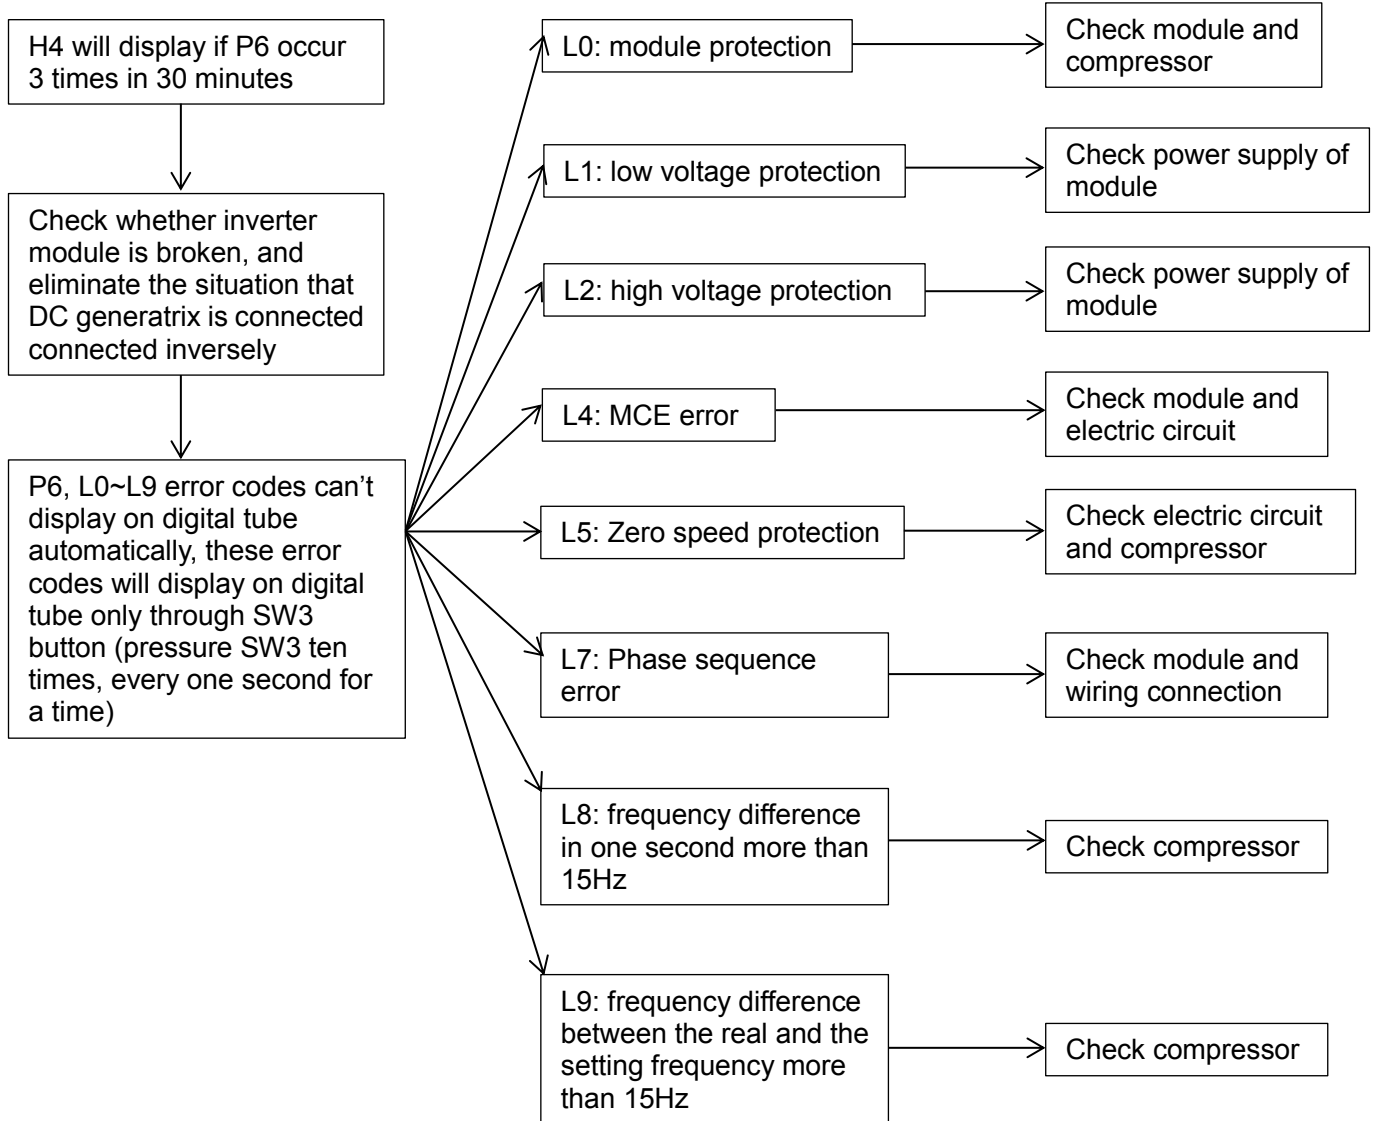 H4 will display if P6 occur
3 times in 30 minutes
Check whether inverter
module is broken, and
eliminate the situation that
DC generatrix is connected
connected inversely
P6, L0~L9 error codes can’t
display on digital tube
automatically, these error
codes will display on digital
tube only through SW3
button (pressure SW3 ten
times, every one second for
a time)
L0: module protection
Check module and
compressor
L1: low voltage protection
Check power supply of
module
L2: high voltage protection
Check power supply of
module
L4: MCE error
Check module and
electric circuit
L5: Zero speed protection
Check electric circuit
and compressor
L7: Phase sequence
error
Check module and
wiring connection
L8: frequency difference
in one second more than
15Hz
Check compressor
L9: frequency difference
between the real and the
setting frequency more
than 15Hz
Check compressor